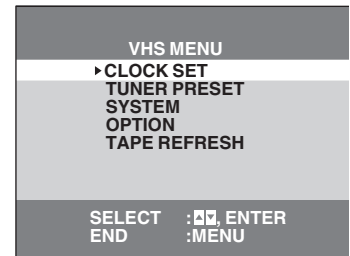 VHS MENU
▶CLOCK SET
TUNER PRESET
SYSTEM
OPTION
TAPE REFRESH
SELECT :▲▼, ENTER
END :MENU